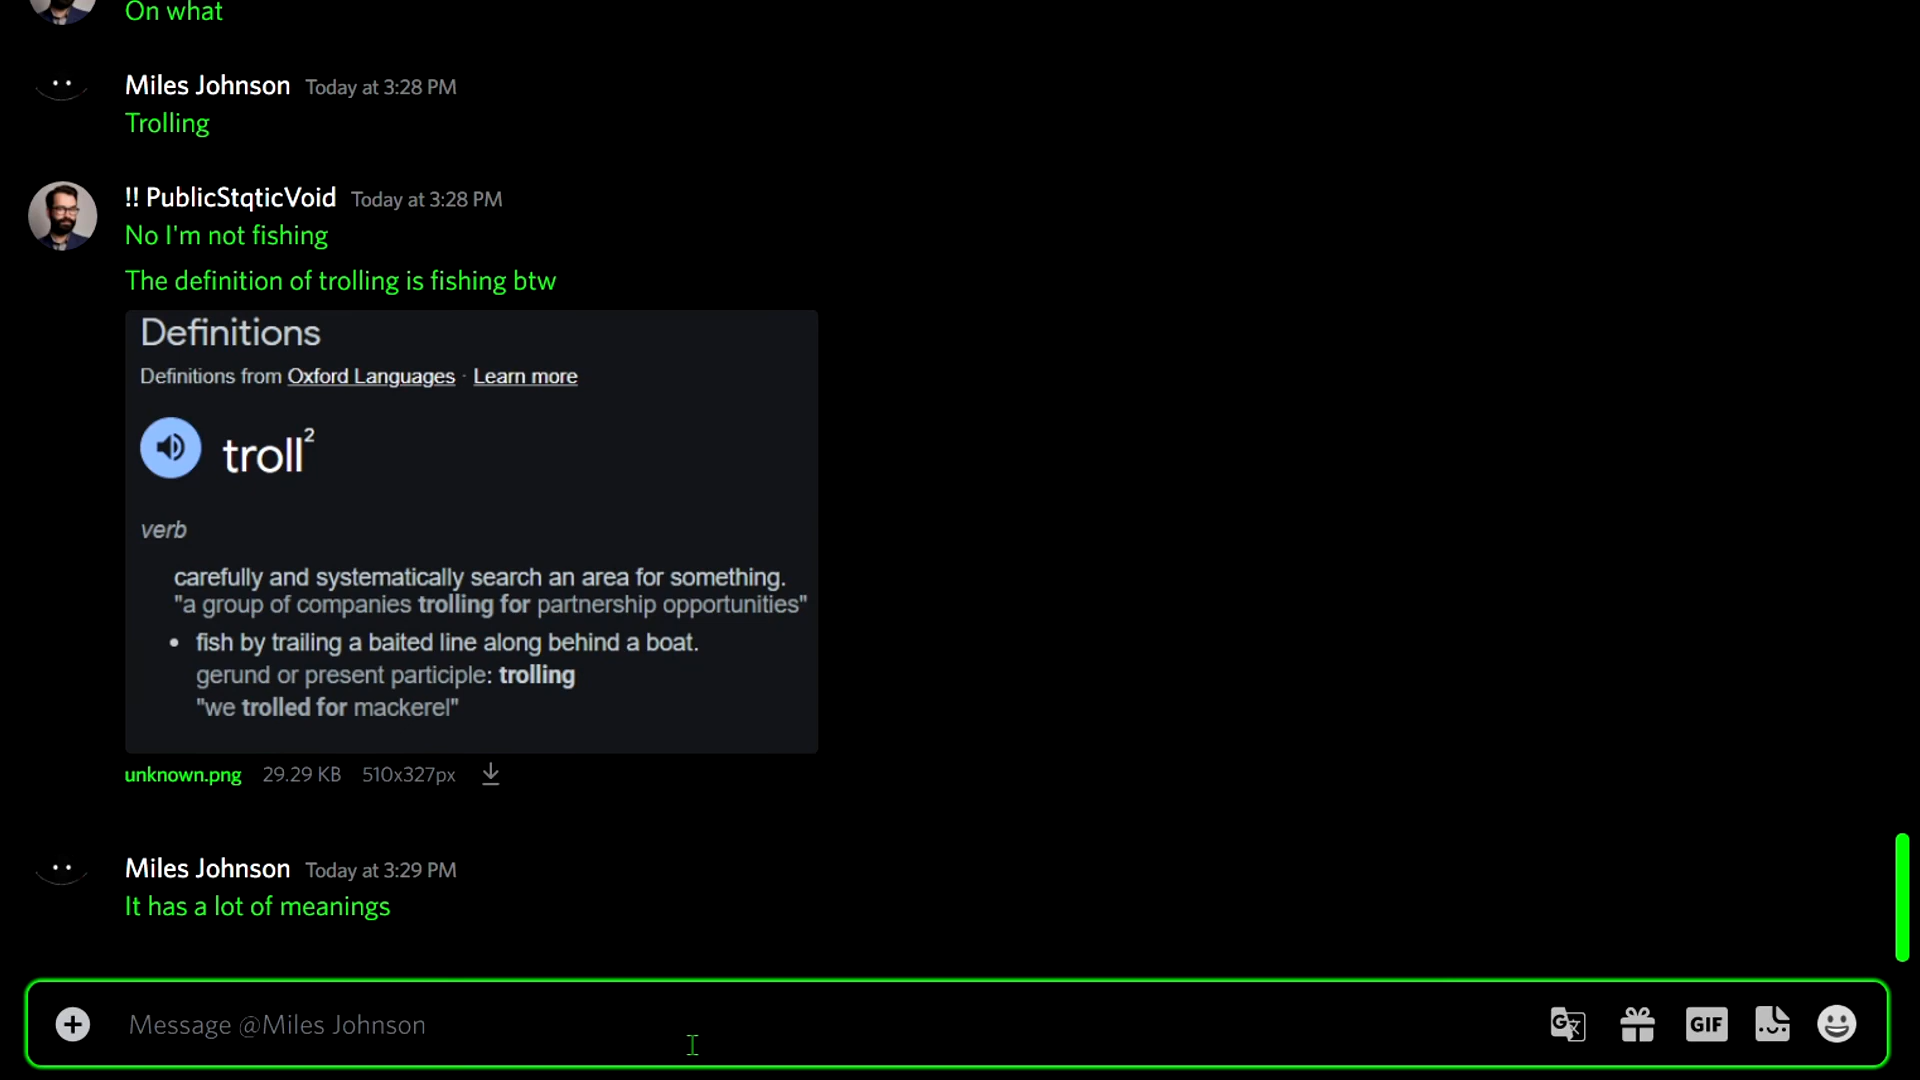 On what
Miles Johnson Today at 3:28 PM
Trolling
!! PublicStqticVoid Today at 3:28 PM
No I'm not fishing
The definition of trolling is fishing btw
Definitions
Definitions from Oxford Languages · Learn more
troll²
verb
carefully and systematically search an area for something.
"a group of companies trolling for partnership opportunities"
• fish by trailing a baited line along behind a boat.
gerund or present participle: trolling
"we trolled for mackerel"
unknown.png 29.29 KB 510x327px
Miles Johnson Today at 3:29 PM
It has a lot of meanings
Message @Miles Johnson
GIF